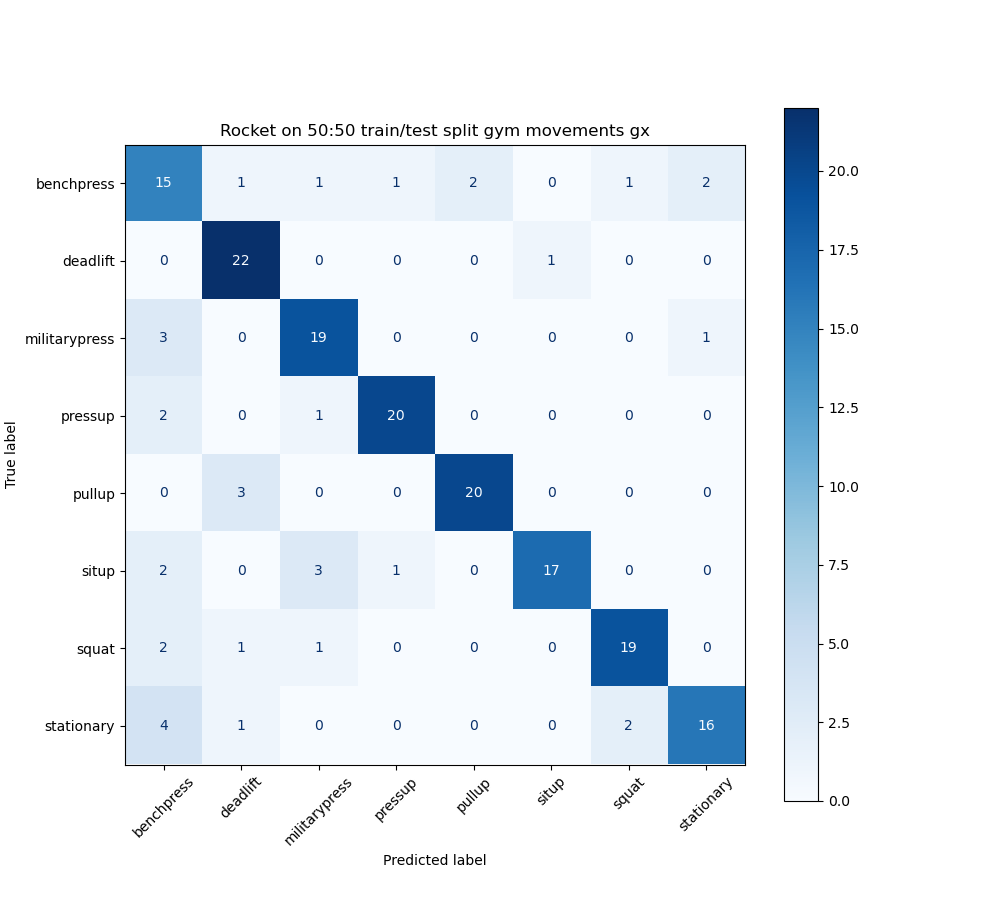 Rocket on 50:50 train/test split gym movements gx
benchpress 15 1 1 1 2 0 1 2
deadlift 0 22 0 0 0 1 0 0
militarypress 3 0 19 0 0 0 0 1
pressup 2 0 1 20 0 0 0 0
pullup 0 3 0 0 20 0 0 0
situp 2 0 3 1 0 17 0 0
squat 2 1 1 0 0 0 19 0
stationary 4 1 0 0 0 0 2 16
True label
benchpress deadlift militarypress pressup pullup situp squat stationary
Predicted label
20.0
17.5
15.0
12.5
10.0
7.5
5.0
2.5
0.0